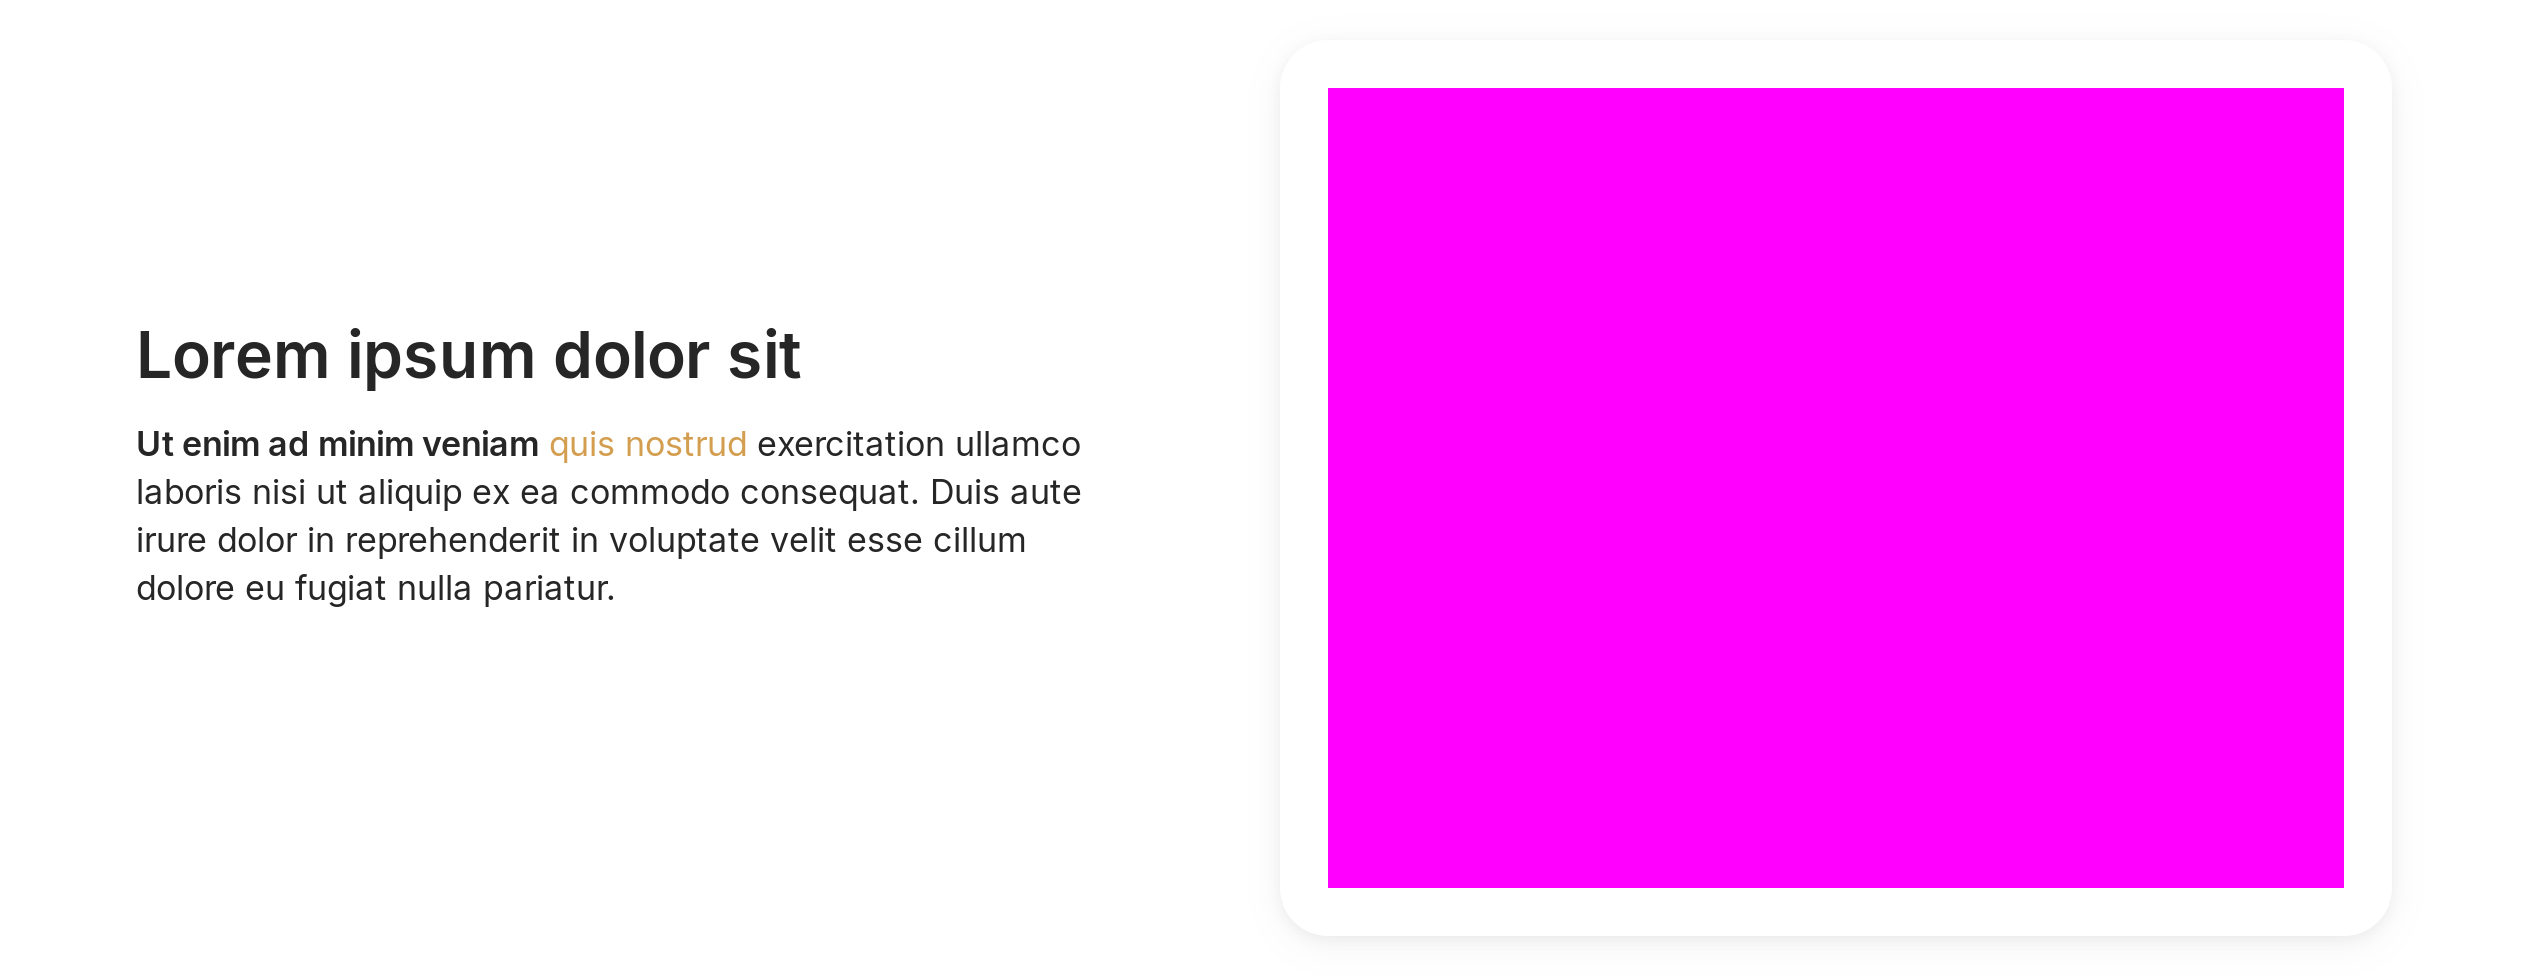 Lorem ipsum dolor sit
Ut enim ad minim veniam quis nostrud exercitation ullamco
laboris nisi ut aliquip ex ea commodo consequat. Duis aute
irure dolor in reprehenderit in voluptate velit esse cillum
dolore eu fugiat nulla pariatur.